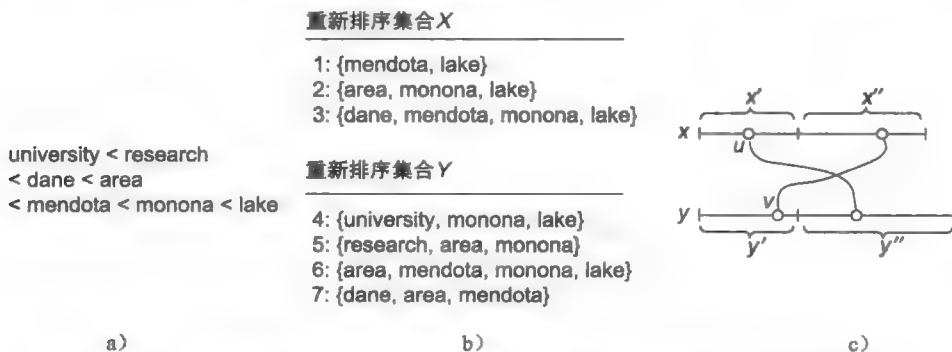 university < research
< dane < area
< mendota < monona < lake
a）
重新排序集合X
1: {mendota, lake}
2: {area, monona, lake}
3: {dane, mendota, monona, lake}
重新排序集合Y
4: {university, monona, lake}
5: {research, area, monona}
6: {area, mendota, monona, lake}
7: {dane, area, mendota}
b）
x′ x″
x
u
v
y
y′ y″
c）